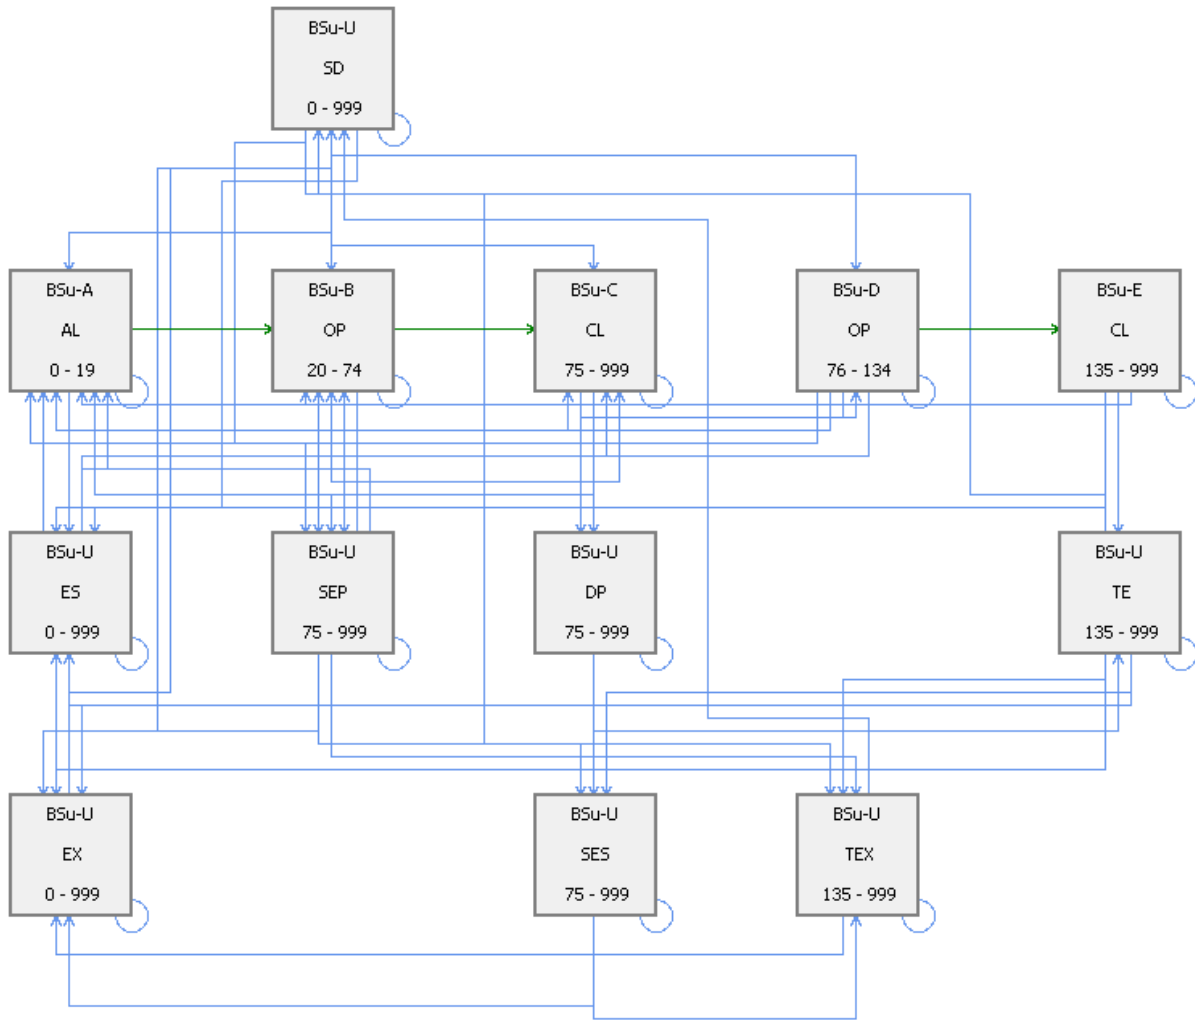 BSu-U
SD
0 - 999
BSu-A
AL
0 - 19
BSu-B
OP
20 - 74
BSu-C
CL
75 - 999
BSu-D
OP
76 - 134
BSu-E
CL
135 - 999
BSu-U
ES
0 - 999
BSu-U
SEP
75 - 999
BSu-U
DP
75 - 999
BSu-U
TE
135 - 999
BSu-U
EX
0 - 999
BSu-U
SES
75 - 999
BSu-U
TEX
135 - 999